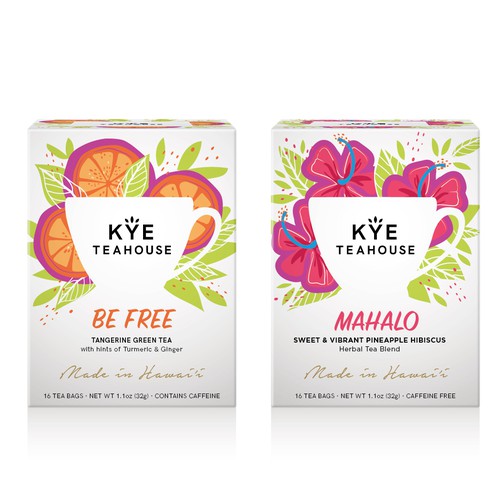 KYE
TEAHOUSE
BE FREE
TANGERINE GREEN TEA
with hints of Turmeric & Ginger
Made in Hawai'i
16 TEA BAGS · NET WT 1.1oz (32g) · CONTAINS CAFFEINE
KYE
TEAHOUSE
MAHALO
SWEET & VIBRANT PINEAPPLE HIBISCUS
Herbal Tea Blend
Made in Hawai'i
16 TEA BAGS · NET WT 1.1oz (32g) · CAFFEINE FREE